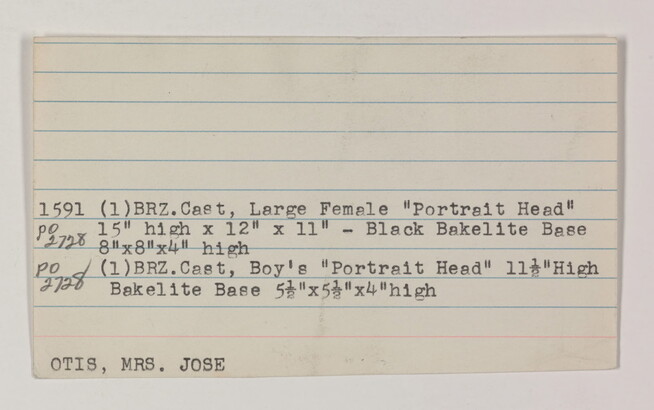 1591 (1)BRZ.Cast, Large Female "Portrait Head"
PO 2728 15" high x 12" x 11" - Black Bakelite Base
8"x8"x4" high
PO 2728 (1)BRZ.Cast, Boy's "Portrait Head" 11½"High
Bakelite Base 5½"x5½"x4"high
OTIS, MRS. JOSE